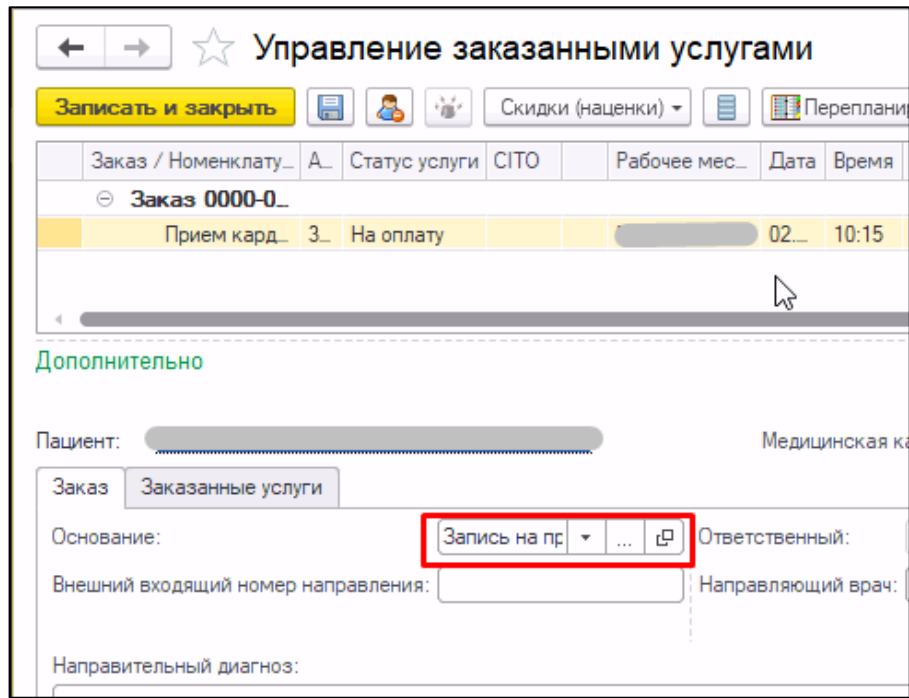 Управление заказанными услугами
Записать и закрыть Скидки (наценки) Переплани
Заказ / Номенклату... А... Статус услуги CITO Рабочее мес... Дата Время
Заказ 0000-0...
Прием кард... З... На оплату 02.... 10:15
Дополнительно
Пациент: Медицинская ка
Заказ Заказанные услуги
Основание: Запись на пр ... Ответственный:
Внешний входящий номер направления: Направляющий врач:
Направительный диагноз: